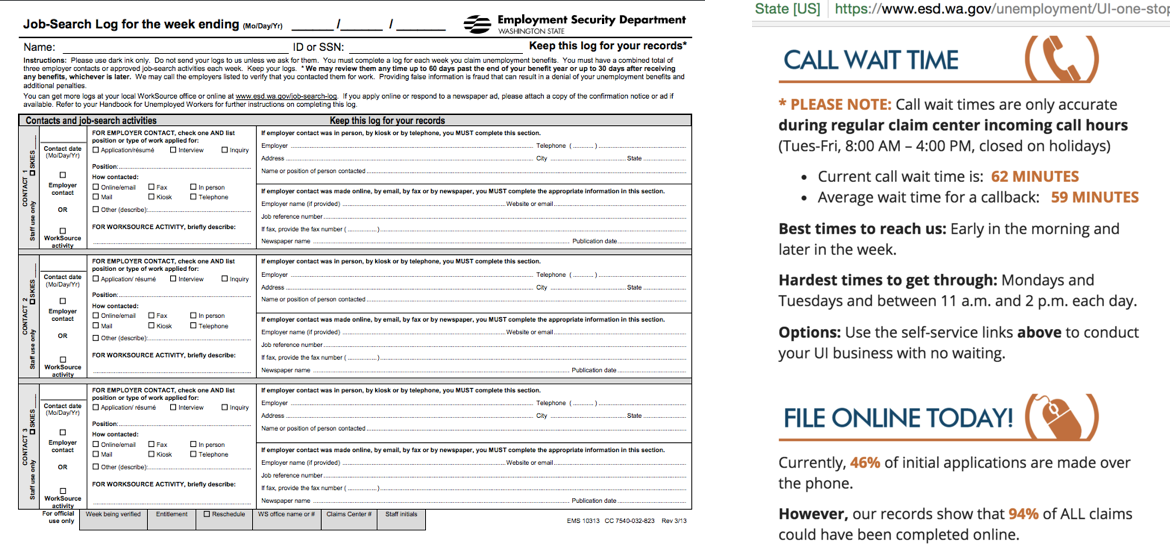 Job-Search Log for the week ending (Mo/Day/Yr) ______/______/______
Employment Security Department
WASHINGTON STATE
Name: ID or SSN: Keep this log for your records*
Instructions: Please use dark ink only. Do not send your logs to us unless we ask for them. You must complete a log for each week you claim unemployment benefits. You must have a combined total of
three employer contacts or approved job-search activities each week. Keep your logs. *We may review them any time up to 60 days past the end of your benefit year or up to 30 days after receiving
any benefits, whichever is later. We may call the employers listed to verify that you contacted them for work. Providing false information is fraud that can result in a denial of your unemployment benefits and
additional penalties.
You can get more logs at your local WorkSource office or online at www.esd.wa.gov/job-search-log. If you apply online or respond to a newspaper ad, please attach a copy of the confirmation notice or ad if
available. Refer to your Handbook for Unemployed Workers for further instructions on completing this log.
Contacts and job-search activities Keep this log for your records
CONTACT 1
SKIES
Staff use only
Contact date
(Mo/Day/Yr)
Employer
contact
OR
WorkSource
activity
FOR EMPLOYER CONTACT, check one AND list
position or type of work applied for:
Application/résumé Interview Inquiry
Position:
How contacted:
Online/email Fax In person
Mail Kiosk Telephone
Other (describe):
FOR WORKSOURCE ACTIVITY, briefly describe:
If employer contact was in person, by kiosk or by telephone, you MUST complete this section.
Employer Telephone ( )
Address City State
Name or position of person contacted
If employer contact was made online, by email, by fax or by newspaper, you MUST complete the appropriate information in this section.
Employer name (if provided) Website or email
Job reference number
If fax, provide the fax number ( )
Newspaper name Publication date
CONTACT 2
SKIES
Staff use only
Contact date
(Mo/Day/Yr)
Employer
contact
OR
WorkSource
activity
FOR EMPLOYER CONTACT, check one AND list
position or type of work applied for:
Application/ résumé Interview Inquiry
Position:
How contacted:
Online/email Fax In person
Mail Kiosk Telephone
Other (describe):
FOR WORKSOURCE ACTIVITY, briefly describe:
If employer contact was in person, by kiosk or by telephone, you MUST complete this section.
Employer Telephone ( )
Address City State
Name or position of person contacted
If employer contact was made online, by email, by fax or by newspaper, you MUST complete the appropriate information in this section.
Employer name (if provided) Website or email
Job reference number
If fax, provide the fax number ( )
Newspaper name Publication date
CONTACT 3
SKIES
Staff use only
Contact date
(Mo/Day/Yr)
Employer
contact
OR
WorkSource
activity
FOR EMPLOYER CONTACT, check one AND list
position or type of work applied for:
Application/ résumé Interview Inquiry
Position:
How contacted:
Online/email Fax In person
Mail Kiosk Telephone
Other (describe):
FOR WORKSOURCE ACTIVITY, briefly describe:
If employer contact was in person, by kiosk or by telephone, you MUST complete this section.
Employer Telephone ( )
Address City State
Name or position of person contacted
If employer contact was made online, by email, by fax or by newspaper, you MUST complete the appropriate information in this section.
Employer name (if provided) Website or email
Job reference number
If fax, provide the fax number ( )
Newspaper name Publication date
For official
use only
Week being verified Entitlement Reschedule WS office name or # Claims Center # Staff initials
EMS 10313 CC 7540-032-823 Rev 3/13
State [US] https://www.esd.wa.gov/unemployment/UI-one-stop
CALL WAIT TIME
* PLEASE NOTE: Call wait times are only accurate
during regular claim center incoming call hours
(Tues-Fri, 8:00 AM – 4:00 PM, closed on holidays)
• Current call wait time is: 62 MINUTES
• Average wait time for a callback: 59 MINUTES
Best times to reach us: Early in the morning and
later in the week.
Hardest times to get through: Mondays and
Tuesdays and between 11 a.m. and 2 p.m. each day.
Options: Use the self-service links above to conduct
your UI business with no waiting.
FILE ONLINE TODAY!
Currently, 46% of initial applications are made over
the phone.
However, our records show that 94% of ALL claims
could have been completed online.